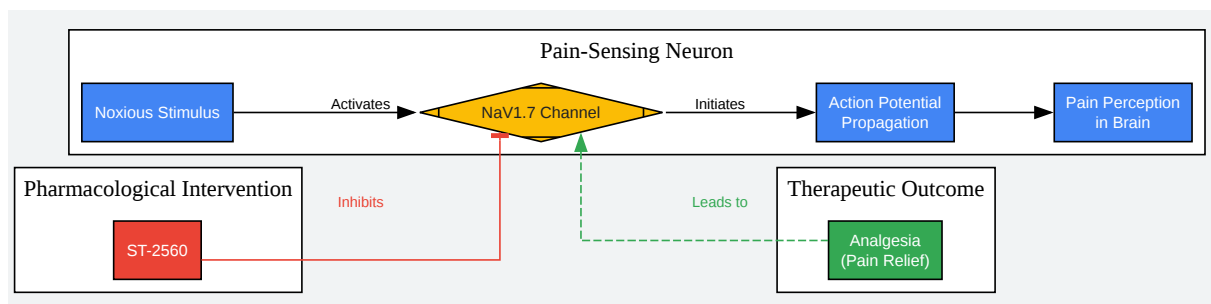 Pain-Sensing Neuron
Noxious Stimulus
Activates
NaV1.7 Channel
Initiates
Action Potential
Propagation
Pain Perception
in Brain
Pharmacological Intervention
ST-2560
Inhibits
Leads to
Therapeutic Outcome
Analgesia
(Pain Relief)